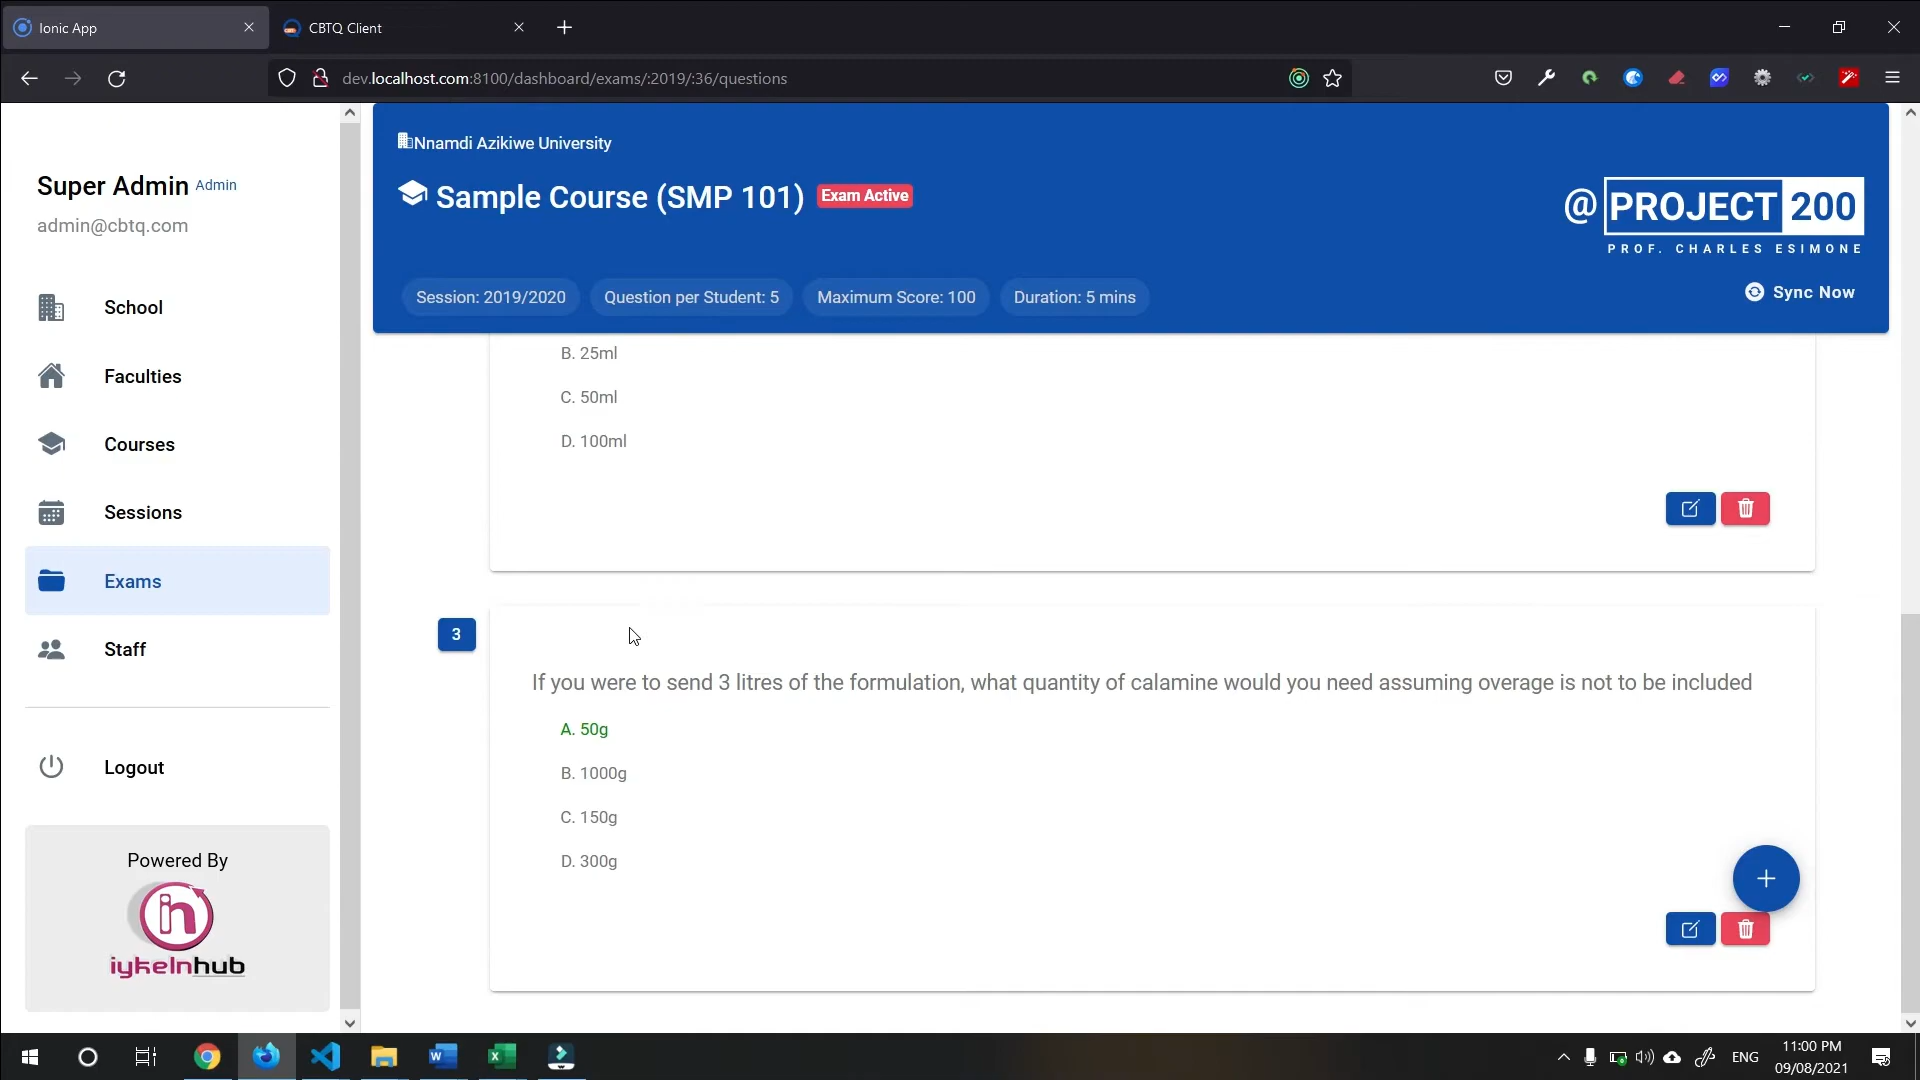 Ionic App
CBTQ Client
dev.localhost.com:8100/dashboard/exams/:2019/:36/questions
Super Admin Admin
admin@cbtq.com
School
Faculties
Courses
Sessions
Exams
Staff
Logout
Powered By
in
iykeInhub
Nnamdi Azikiwe University
Sample Course (SMP 101) Exam Active
@PROJECT 200
PROF. CHARLES ESIMONE
Session: 2019/2020 Question per Student: 5 Maximum Score: 100 Duration: 5 mins
Sync Now
B. 25ml
C. 50ml
D. 100ml
3
If you were to send 3 litres of the formulation, what quantity of calamine would you need assuming overage is not to be included
A. 50g
B. 1000g
C. 150g
D. 300g
ENG
11:00 PM
09/08/2021